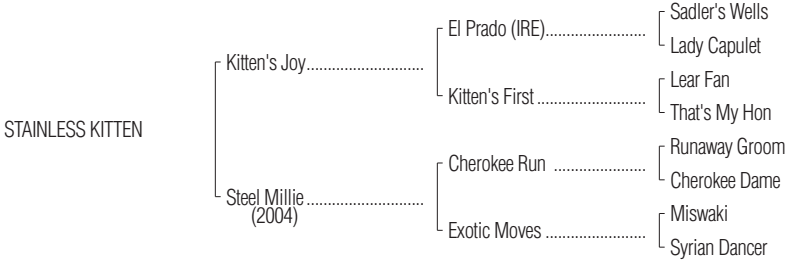 Sadler's Wells
El Prado (IRE)........................
Lady Capulet
Kitten's Joy............................
Lear Fan
Kitten's First ..........................
That's My Hon
STAINLESS KITTEN
Runaway Groom
Cherokee Run ......................
Cherokee Dame
Steel Millie ............................
(2004)
Miswaki
Exotic Moves ........................
Syrian Dancer